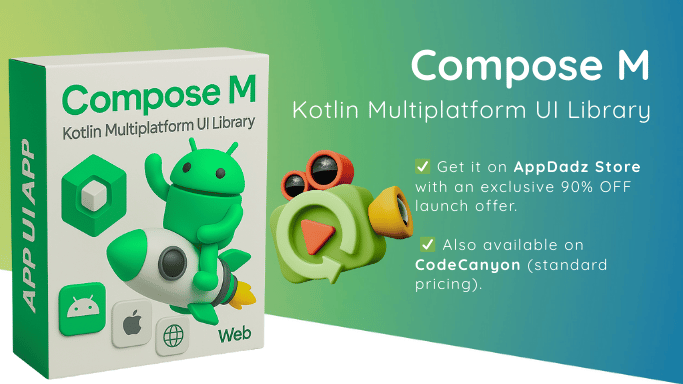 APP UI APP
Compose M
Kotlin Multiplatform UI Library
Web
Compose M
Kotlin Multiplatform UI Library
✅ Get it on AppDadz Store
with an exclusive 90% OFF
launch offer.
✅ Also available on
CodeCanyon (standard
pricing).